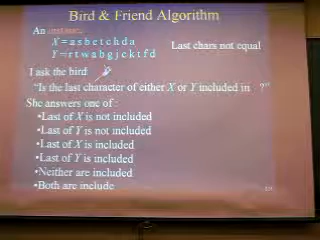 Bird & Friend Algorithm
An instance:
X = a s b e t c h d a
Y = r t w a b g j c k t f d
Last chars not equal
I ask the bird
"Is the last character of either X or Y included in ?"
She answers one of :
•Last of X is not included
•Last of Y is not included
•Last of X is included
•Last of Y is included
•Neither are included
•Both are include